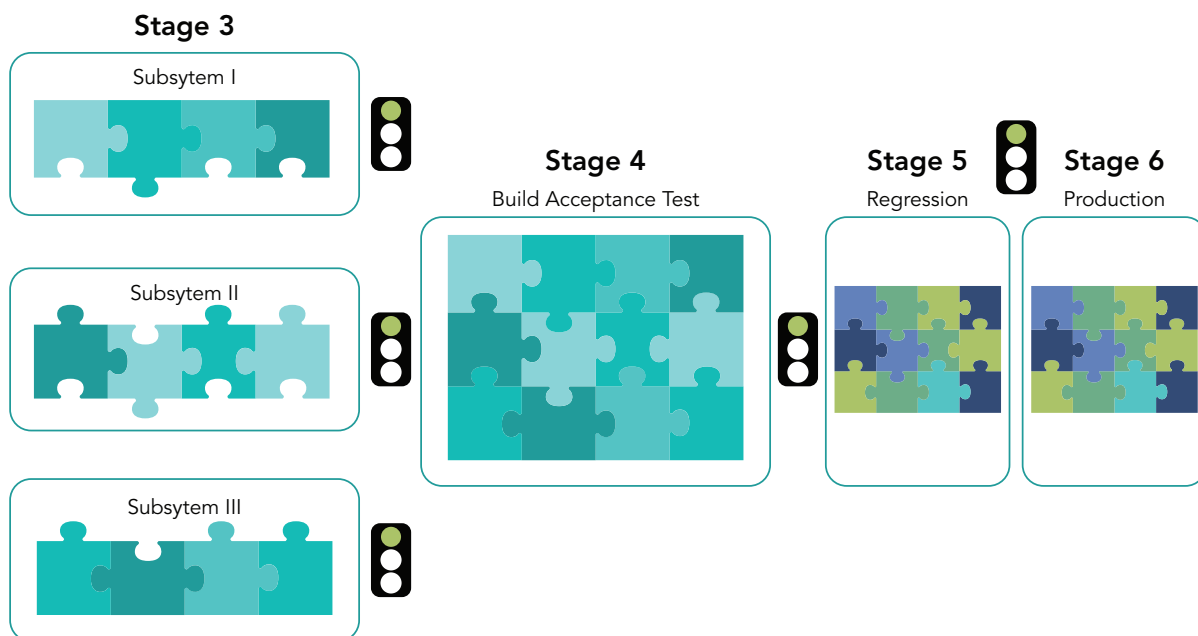 Stage 3
Subsytem I
Subsytem II
Subsytem III
Stage 4
Build Acceptance Test
Stage 5
Regression
Stage 6
Production